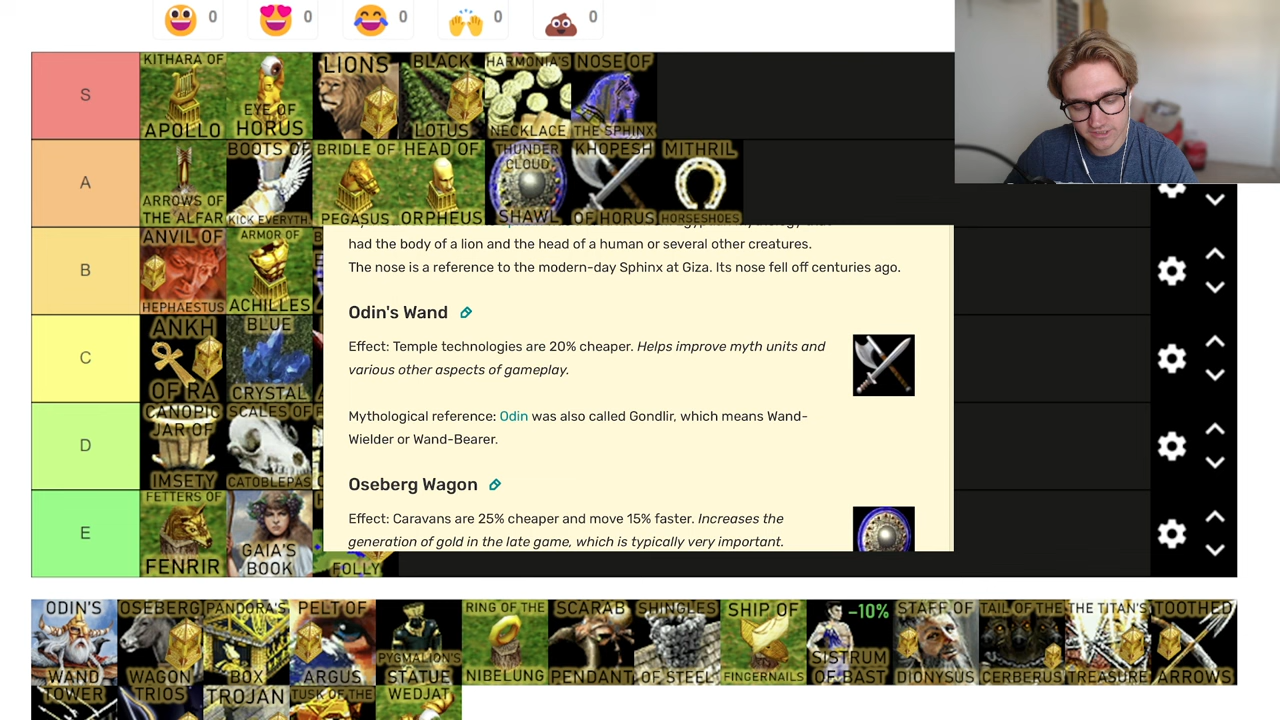 0 0 0 0 0
S
KITHARA OF APOLLO
EYE OF HORUS
LIONS
BLACK LOTUS
HARMONIA'S NECKLACE
NOSE OF THE SPHINX
A
ARROWS OF THE ALFAR
BOOTS OF KICK EVERYTH
BRIDLE OF PEGASUS
HEAD OF ORPHEUS
THUNDER CLOUD SHAWL
KHOPESH OF HORUS
MITHRIL HORSESHOES
B
ANVIL OF HEPHAESTUS
ARMOR OF ACHILLES
C
ANKH OF RA
BLUE CRYSTAL
D
CANOPIC JAR OF IMSETY
SCALES OF CATOBLEPAS
E
FETTERS OF FENRIR
GAIA'S BOOK
FOLLY
had the body of a lion and the head of a human or several other creatures.
The nose is a reference to the modern-day Sphinx at Giza. Its nose fell off centuries ago.
Odin's Wand
Effect: Temple technologies are 20% cheaper. Helps improve myth units and
various other aspects of gameplay.
Mythological reference: Odin was also called Gondlir, which means Wand-
Wielder or Wand-Bearer.
Oseberg Wagon
Effect: Caravans are 25% cheaper and move 15% faster. Increases the
generation of gold in the late game, which is typically very important.
ODIN'S WAND
OSEBERG WAGON
PANDORA'S BOX
PELT OF ARGUS
PYGMALION'S STATUE
RING OF THE NIBELUNG
SCARAB PENDANT
SHINGLES OF STEEL
SHIP OF FINGERNAILS
-10%
SISTRUM OF BAST
STAFF OF DIONYSUS
TAIL OF THE CERBERUS
THE TITAN'S TREASURE
TOOTHED ARROWS
TOWER
TRIOS
TROJAN
TUSK OF THE
WEDJAT